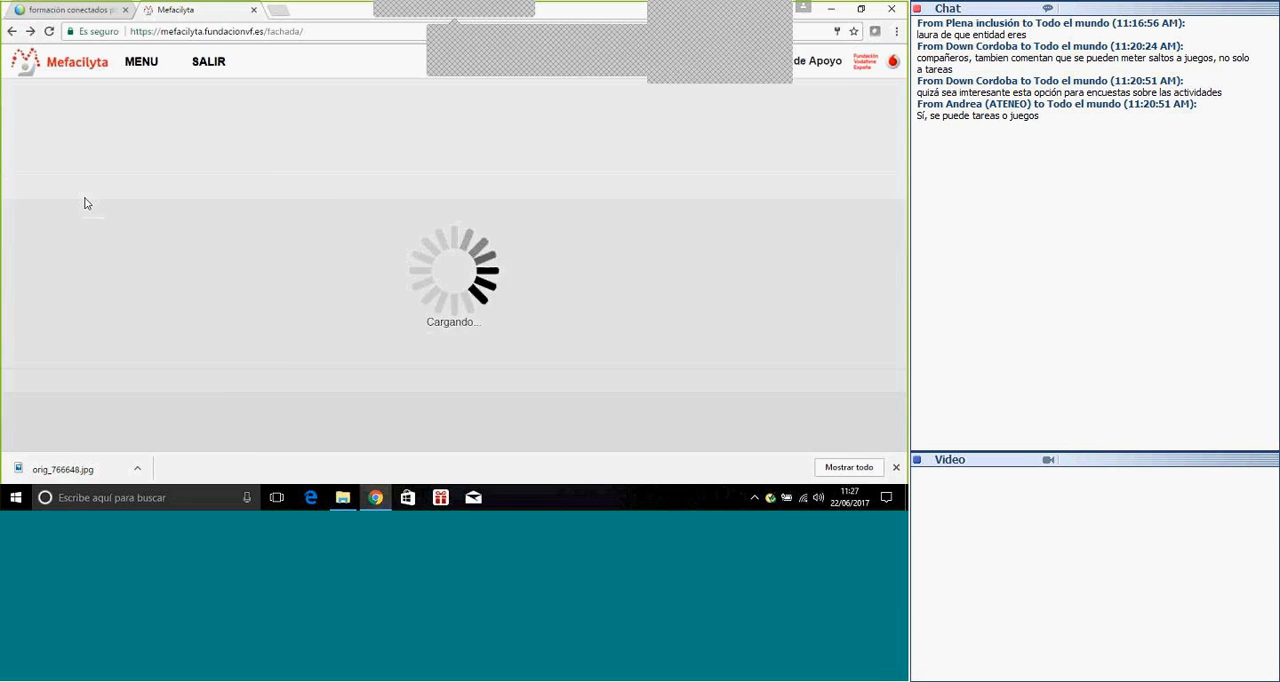 formación conectados p
Mefacilyta
Es seguro
https://mefacilyta.fundacionvf.es/fachada/
Mefacilyta
MENU
SALIR
de Apoyo
Fundación
Vodafone
España
Cargando...
orig_766648.jpg
Mostrar todo
Escribe aquí para buscar
11:27
22/06/2017
Chat
From Plena inclusión to Todo el mundo (11:16:56 AM):
laura de que entidad eres
From Down Cordoba to Todo el mundo (11:20:24 AM):
compañeros, tambien comentan que se pueden meter saltos a juegos, no solo
a tareas
From Down Cordoba to Todo el mundo (11:20:51 AM):
quizá sea imteresante esta opción para encuestas sobre las actividades
From Andrea (ATENEO) to Todo el mundo (11:20:51 AM):
Sí, se puede tareas o juegos
Video